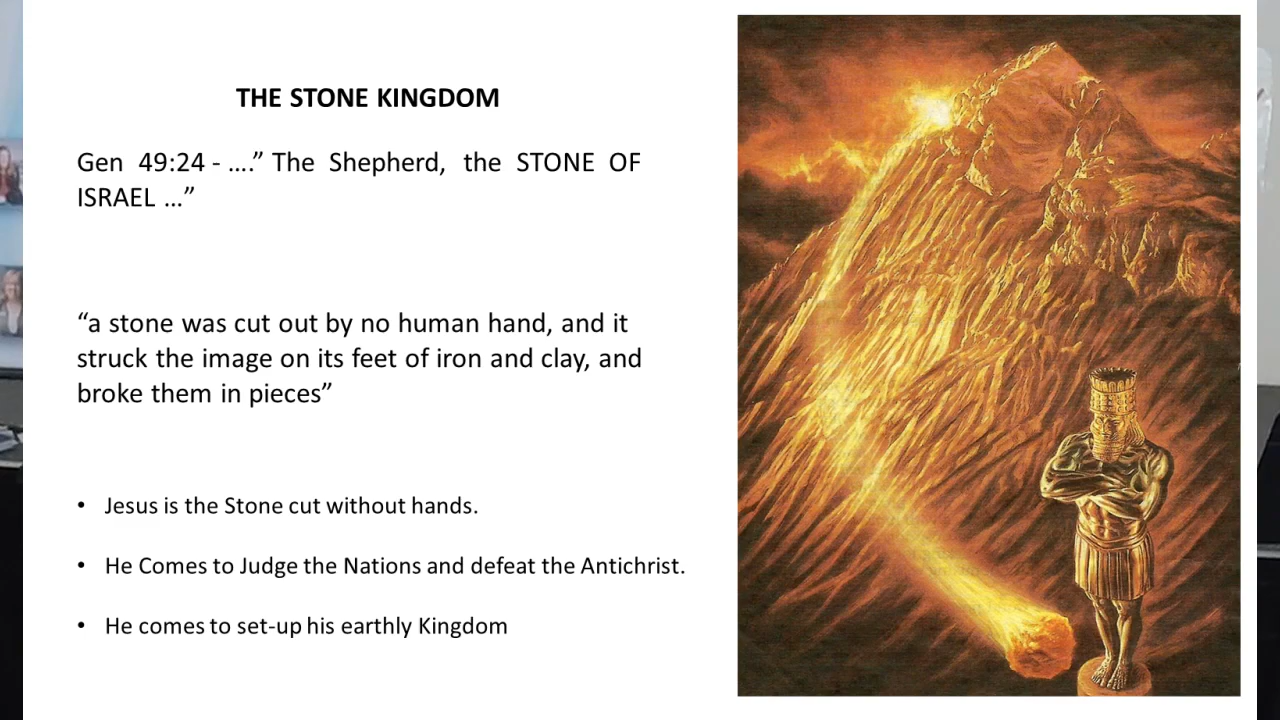 THE STONE KINGDOM
Gen 49:24 - ….” The Shepherd, the STONE OF
ISRAEL …”
“a stone was cut out by no human hand, and it
struck the image on its feet of iron and clay, and
broke them in pieces”
• Jesus is the Stone cut without hands.
• He Comes to Judge the Nations and defeat the Antichrist.
• He comes to set-up his earthly Kingdom